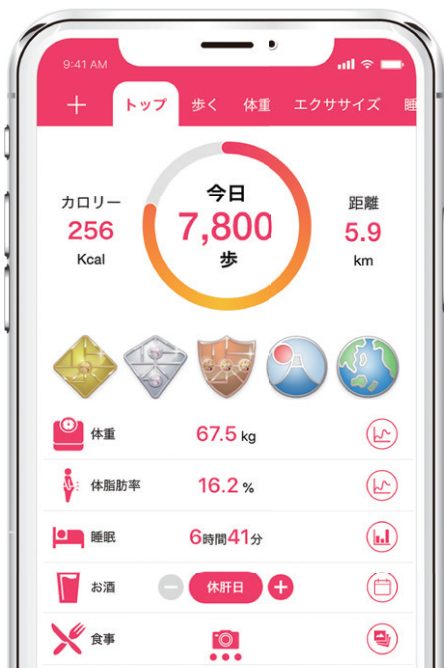 9:41 AM
トップ 歩く 体重 エクササイズ 睡
カロリー
256
Kcal
今日
7,800
歩
距離
5.9
km
体重 67.5 kg
体脂肪率 16.2 %
睡眠 6時間41分
お酒 休肝日
食事